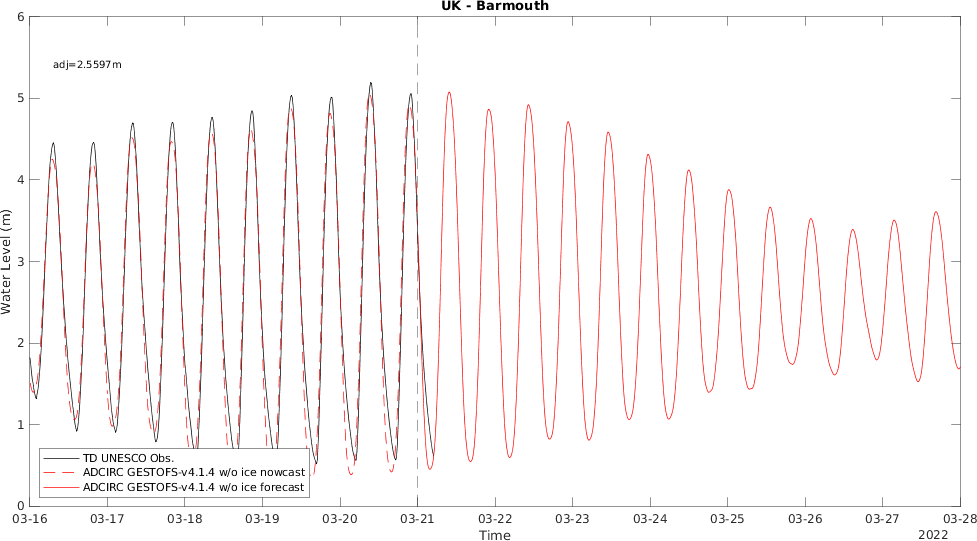 UK - Barmouth
adj=2.5597m
6
5
4
3
2
1
0
Water Level (m)
TD UNESCO Obs.
ADCIRC GESTOFS-v4.1.4 w/o ice nowcast
ADCIRC GESTOFS-v4.1.4 w/o ice forecast
03-16 03-17 03-18 03-19 03-20 03-21 03-22 03-23 03-24 03-25 03-26 03-27 03-28
Time
2022